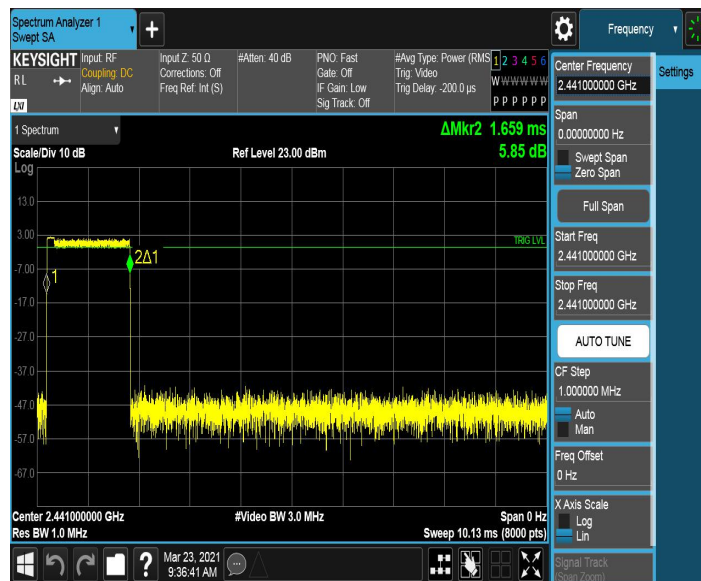 Spectrum Analyzer 1
Swept SA
Frequency
KEYSIGHT
RL
LXI
Input: RF
Coupling: DC
Align: Auto
Input Z: 50 Ω
Corrections: Off
Freq Ref: Int (S)
#Atten: 40 dB
PNO: Fast
Gate: Off
IF Gain: Low
Sig Track: Off
#Avg Type: Power (RMS
Trig: Video
Trig Delay: -200.0 µs
1 2 3 4 5 6
W W W W W W
P P P P P P
1 Spectrum
Scale/Div 10 dB
Ref Level 23.00 dBm
ΔMkr2 1.659 ms
5.85 dB
Log
13.0
3.00
-7.00
-17.0
-27.0
-37.0
-47.0
-57.0
-67.0
TRIG LVL
2Δ1
1
Center 2.441000000 GHz
#Video BW 3.0 MHz
Span 0 Hz
Res BW 1.0 MHz
Sweep 10.13 ms (8000 pts)
Mar 23, 2021
9:36:41 AM
?
Center Frequency
2.441000000 GHz
Settings
Span
0.00000000 Hz
Swept Span
Zero Span
Full Span
Start Freq
2.441000000 GHz
Stop Freq
2.441000000 GHz
AUTO TUNE
CF Step
1.000000 MHz
Auto
Man
Freq Offset
0 Hz
X Axis Scale
Log
Lin
Signal Track
(Span Zoom)